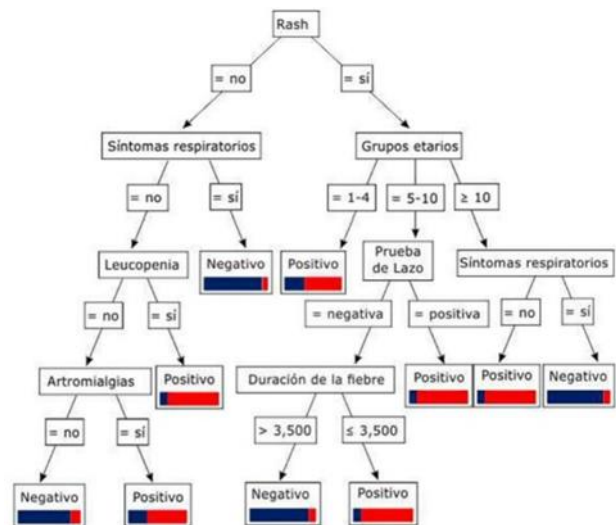 Rash
= no
= sí
Síntomas respiratorios
Grupos etarios
= no
= sí
= 1-4
= 5-10
≥ 10
Leucopenia
Negativo
Positivo
Prueba
de Lazo
Síntomas respiratorios
= no
= sí
= negativa
= positiva
= no
= sí
Artromialgias
Positivo
Duración de la fiebre
Positivo
Positivo
Negativo
= no
= sí
> 3,500
≤ 3,500
Negativo
Positivo
Negativo
Positivo